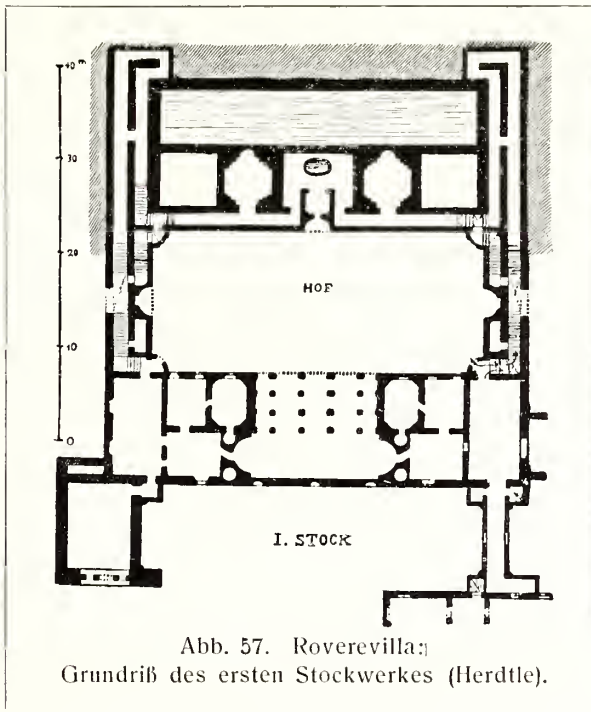 40 m
30
20
HOF
10
0
I. STOCK
Abb. 57. Roverevilla:
Grundriß des ersten Stockwerkes (Herdtle).